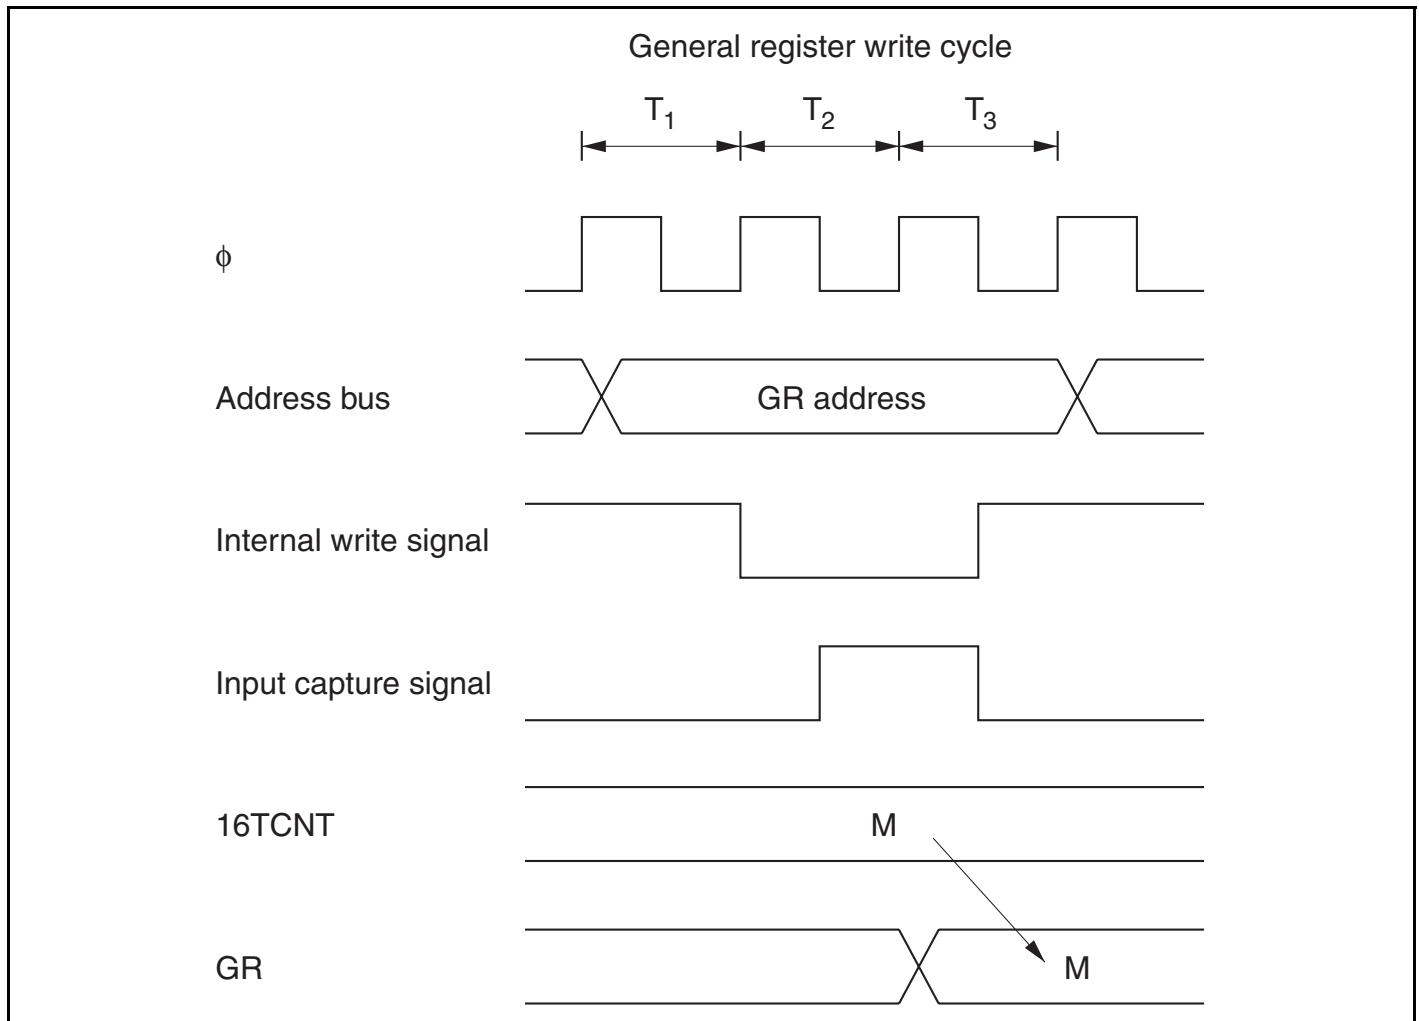 General register write cycle
T1 T2 T3
φ
Address bus GR address
Internal write signal
Input capture signal
16TCNT M
GR M